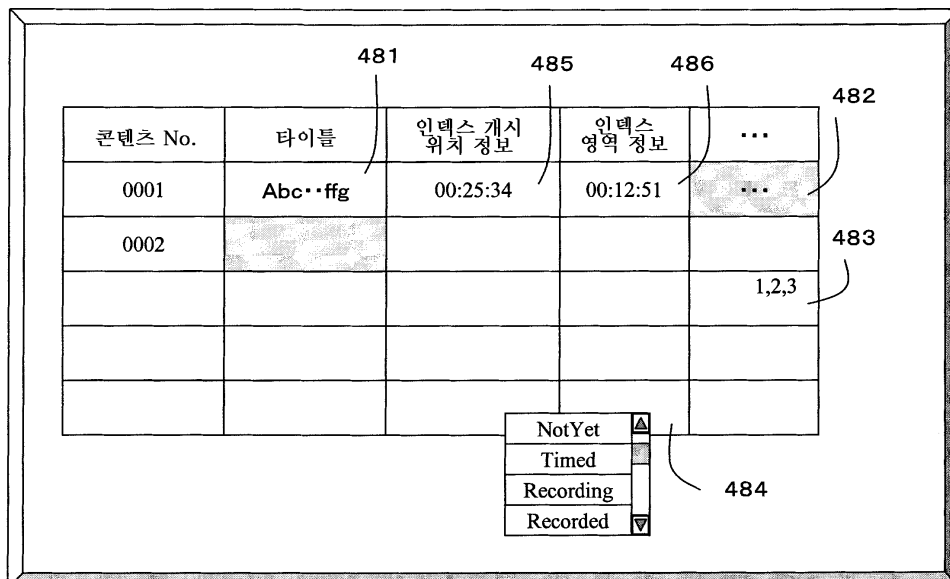 481
485
486
482
콘텐츠 No.
타이틀
인덱스 개시
위치 정보
인덱스
영역 정보
...
0001
Abc··ffg
00:25:34
00:12:51
...
0002
483
1,2,3
NotYet
Timed
Recording
Recorded
484